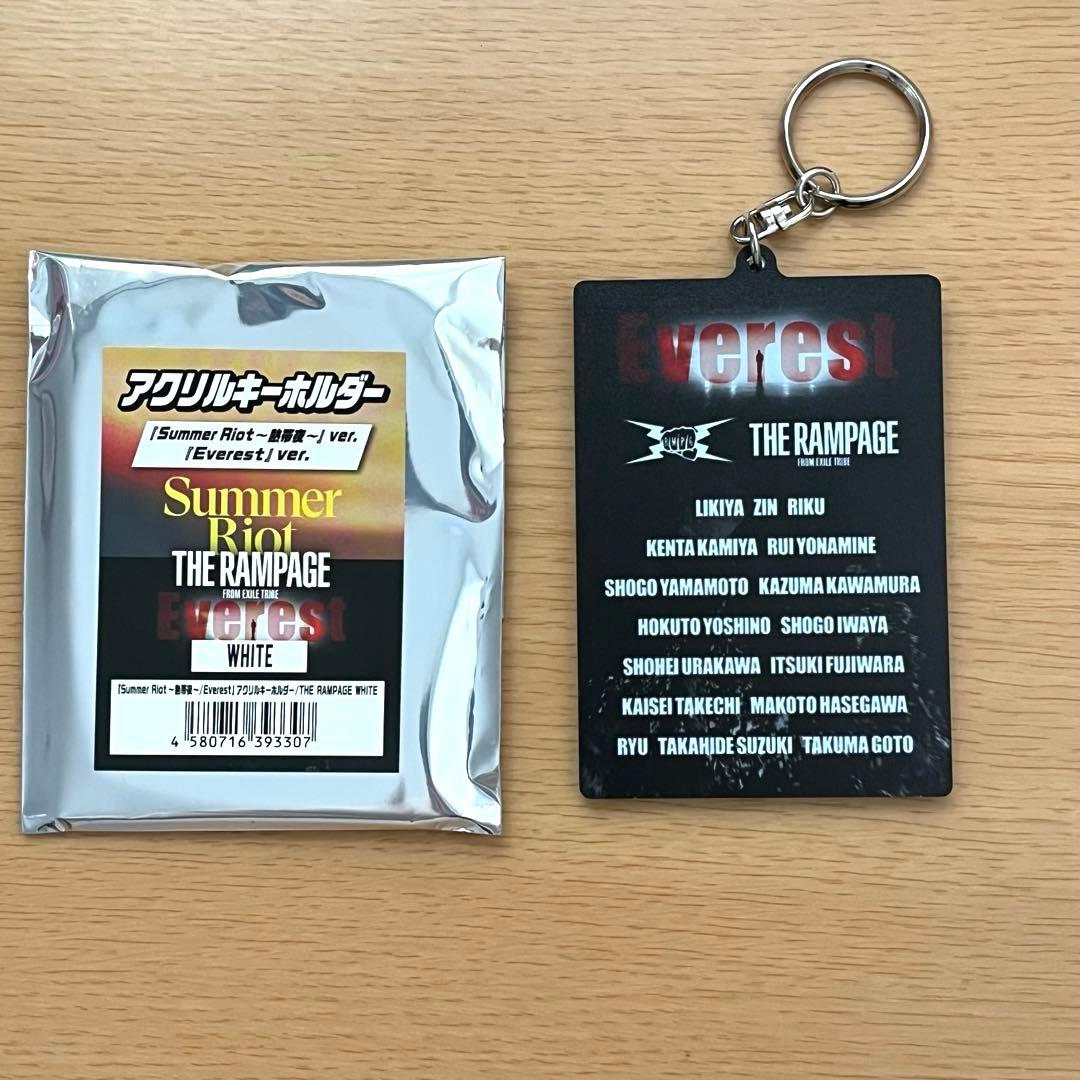 アクリルキーホルダー
『Summer Riot～熱帯夜～』ver.
『Everest』ver.
Summer
Riot
THE RAMPAGE
FROM EXILE TRIBE
Everest
WHITE
『Summer Riot ～熱帯夜～/Everest』アクリルキーホルダー/THE RAMPAGE WHITE
4 580716 393307
Everest
RMPG
THE RAMPAGE
FROM EXILE TRIBE
LIKIYA ZIN RIKU
KENTA KAMIYA RUI YONAMINE
SHOGO YAMAMOTO KAZUMA KAWAMURA
HOKUTO YOSHINO SHOGO IWAYA
SHOHEI URAKAWA ITSUKI FUJIWARA
KAISEI TAKECHI MAKOTO HASEGAWA
RYU TAKAHIDE SUZUKI TAKUMA GOTO